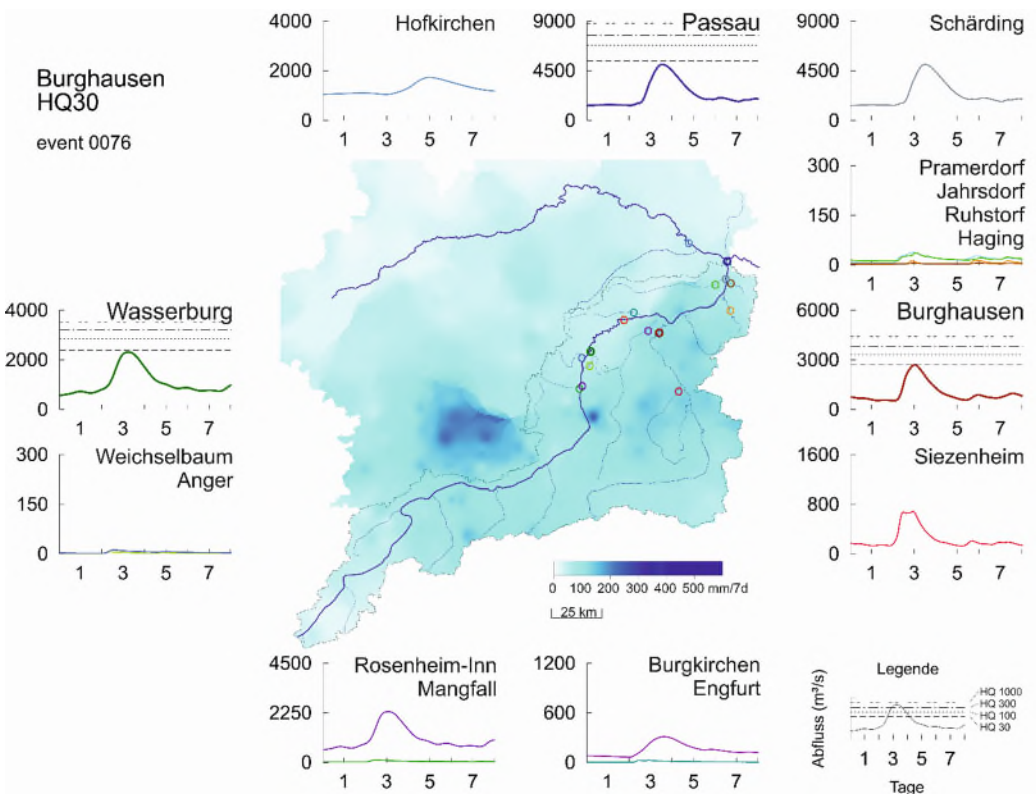 Burghausen
HQ30
event 0076
Hofkirchen
4000
2000
0
1 3 5 7
Passau
9000
4500
0
1 3 5 7
Schärding
9000
4500
0
1 3 5 7
Pramerdorf
Jahrsdorf
Ruhstorf
Haging
300
150
0
1 3 5 7
Wasserburg
4000
2000
0
1 3 5 7
Burghausen
6000
3000
0
1 3 5 7
Weichselbaum
Anger
300
150
0
1 3 5 7
Siezenheim
1600
800
0
1 3 5 7
0 100 200 300 400 500 mm/7d
25 km
Rosenheim-Inn
Mangfall
4500
2250
0
1 3 5 7
Burgkirchen
Engfurt
1200
600
0
1 3 5 7
Legende
Abfluss (m³/s)
HQ 1000
HQ 300
HQ 100
HQ 30
1 3 5 7
Tage